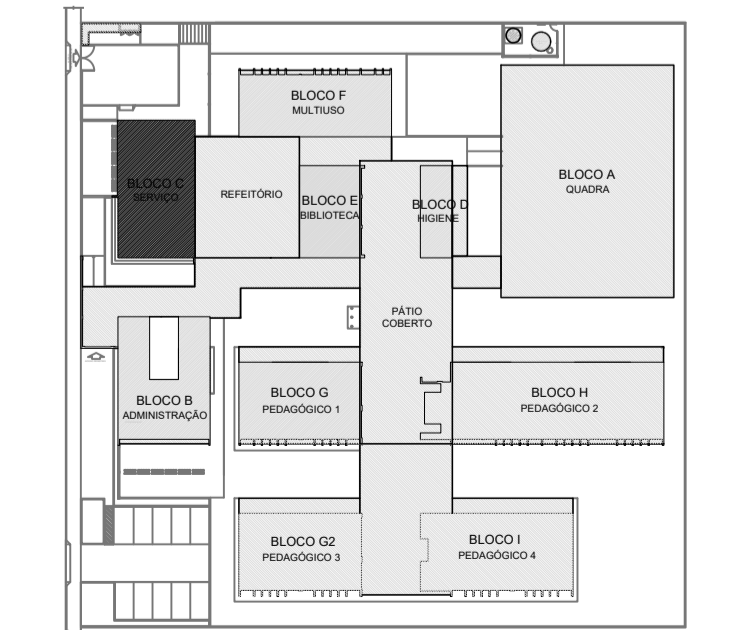 BLOCO F
MULTIUSO
BLOCO A
QUADRA
BLOCO C
SERVIÇO
REFEITÓRIO
BLOCO E
BIBLIOTECA
BLOCO D
HIGIENE
PÁTIO
COBERTO
BLOCO B
ADMINISTRAÇÃO
BLOCO G
PEDAGÓGICO 1
BLOCO H
PEDAGÓGICO 2
BLOCO G2
PEDAGÓGICO 3
BLOCO I
PEDAGÓGICO 4